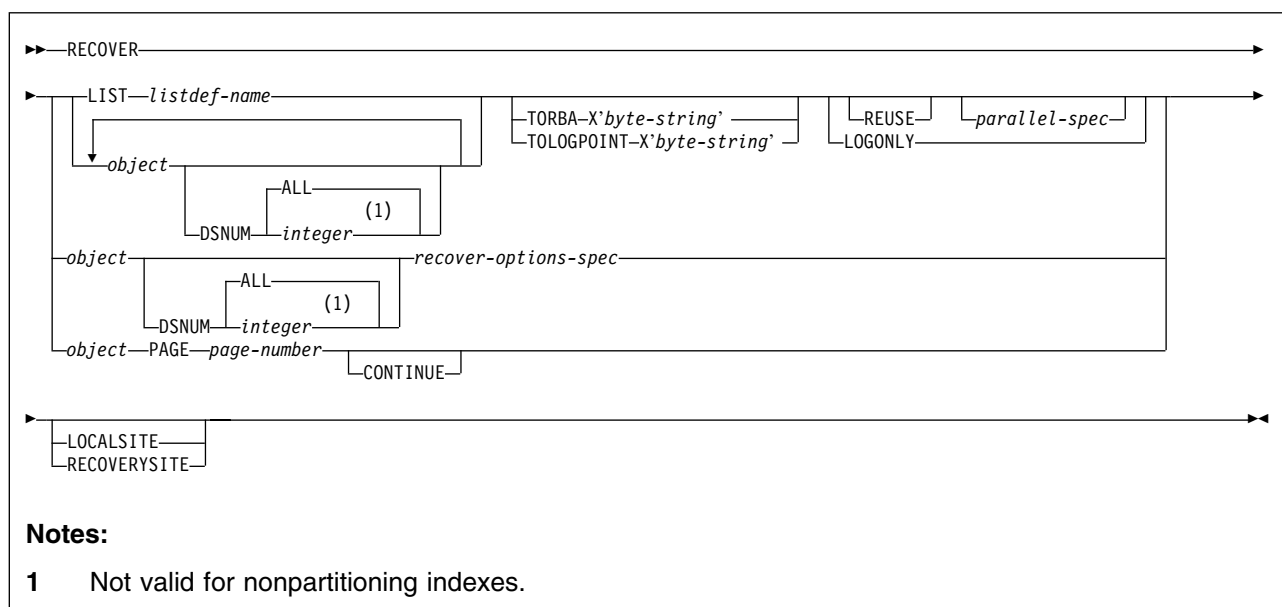 RECOVER
LIST listdef-name TORBA X'byte-string' REUSE parallel-spec
TOLOGPOINT X'byte-string' LOGONLY
object
ALL
(1)
DSNUM integer
object recover-options-spec
ALL
(1)
DSNUM integer
object PAGE page-number
CONTINUE
LOCALSITE
RECOVERYSITE
Notes:
1 Not valid for nonpartitioning indexes.